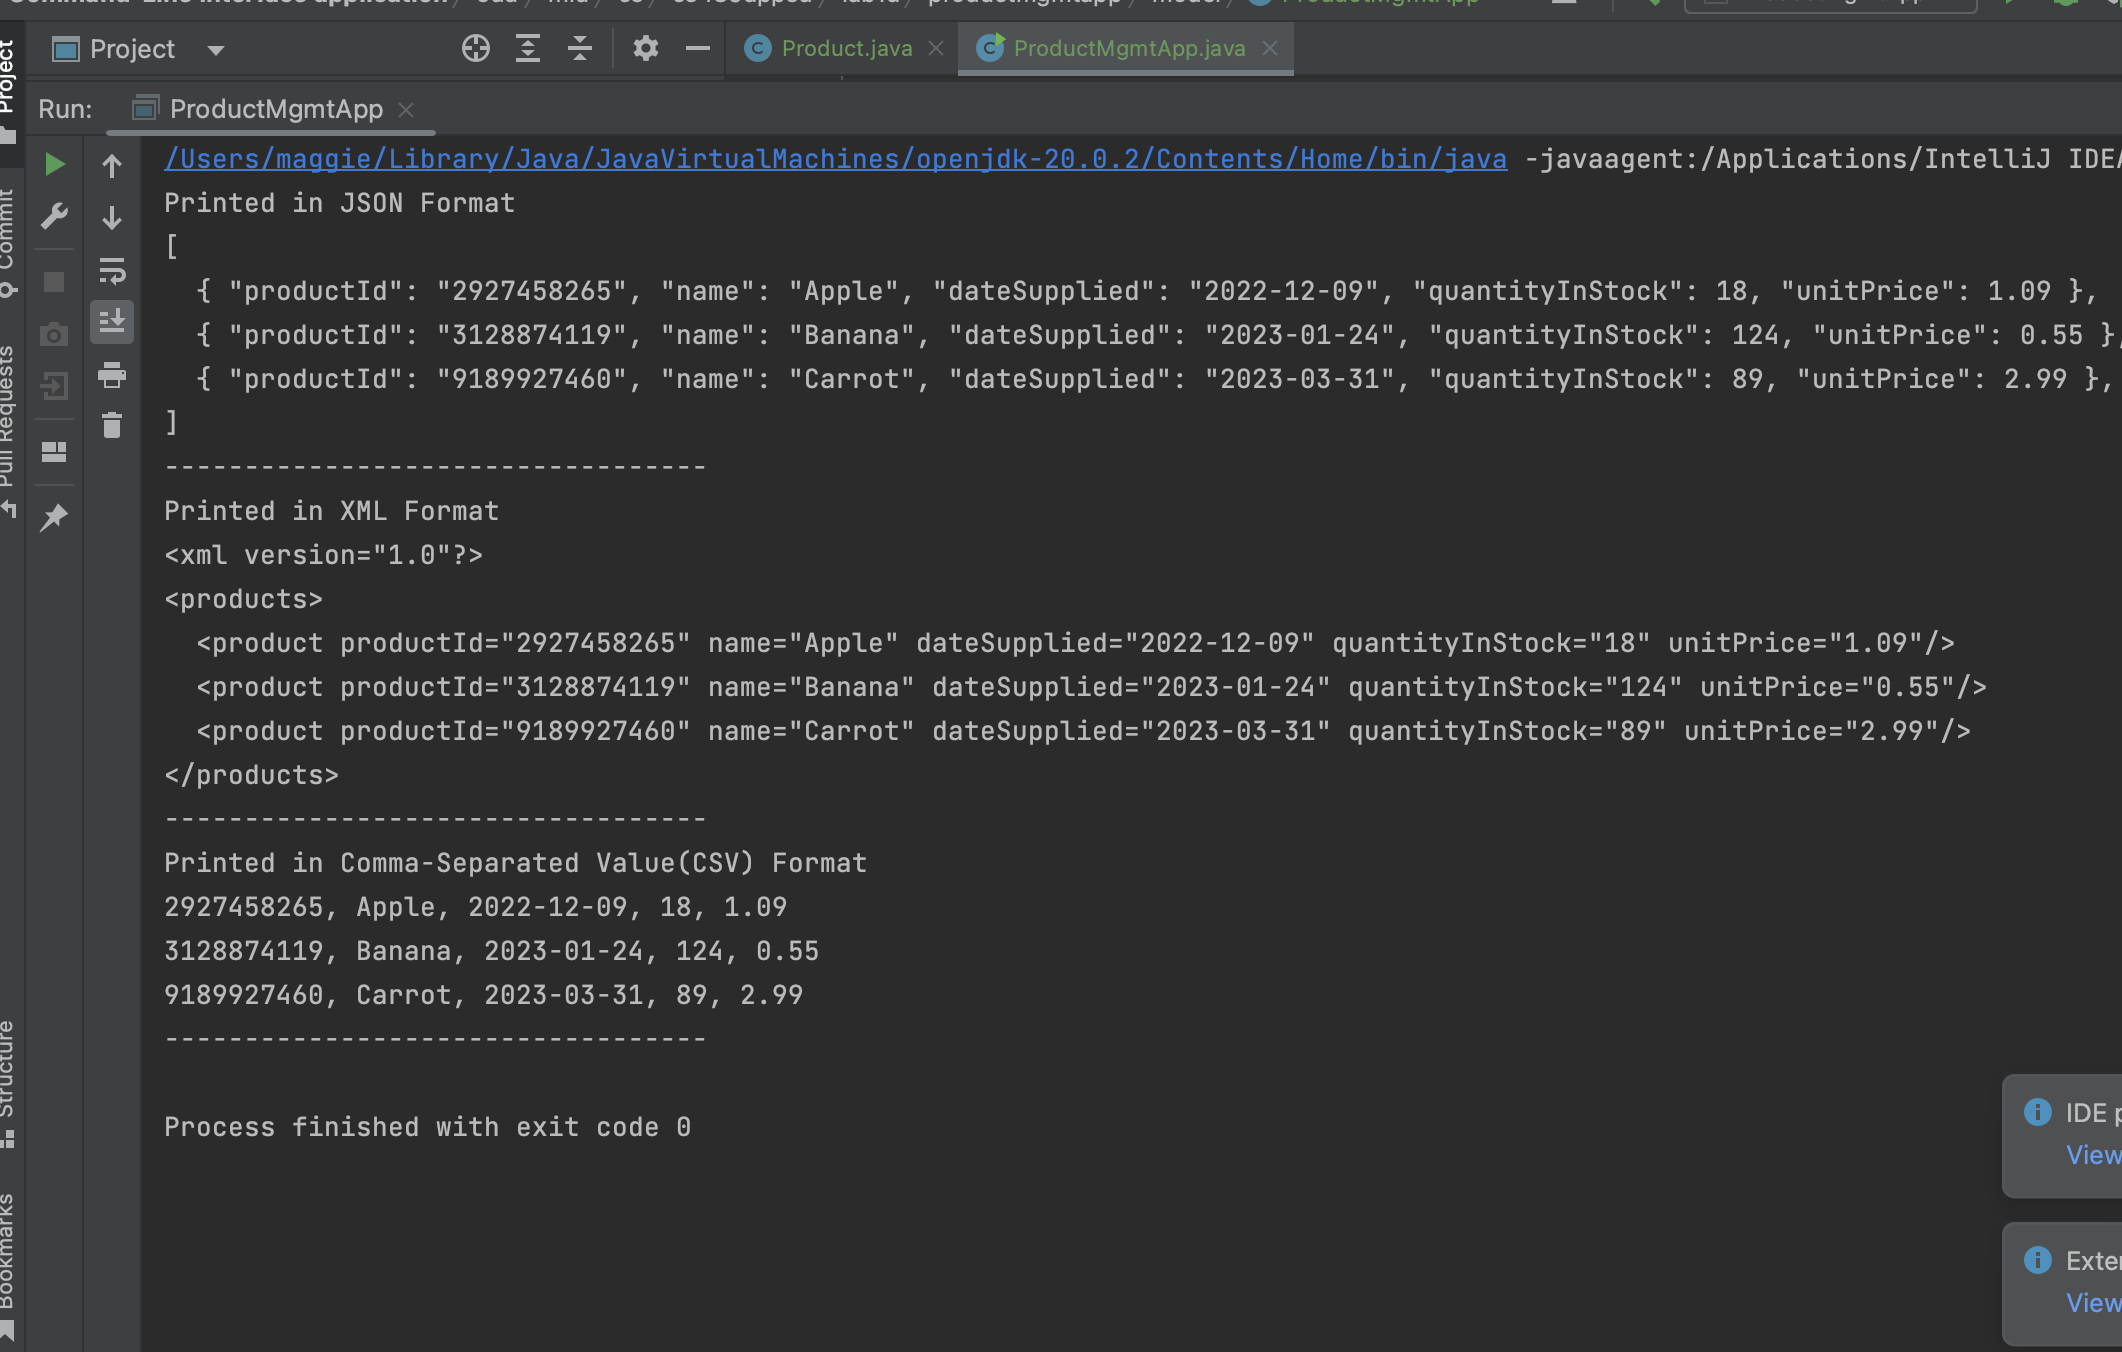 Project
Product.java
ProductMgmtApp.java
Run:
ProductMgmtApp
/Users/maggie/Library/Java/JavaVirtualMachines/openjdk-20.0.2/Contents/Home/bin/java -javaagent:/Applications/IntelliJ IDEA
Printed in JSON Format
[
  { "productId": "2927458265", "name": "Apple", "dateSupplied": "2022-12-09", "quantityInStock": 18, "unitPrice": 1.09 },
  { "productId": "3128874119", "name": "Banana", "dateSupplied": "2023-01-24", "quantityInStock": 124, "unitPrice": 0.55 },
  { "productId": "9189927460", "name": "Carrot", "dateSupplied": "2023-03-31", "quantityInStock": 89, "unitPrice": 2.99 },
]
----------------------------------
Printed in XML Format
<xml version="1.0"?>
<products>
  <product productId="2927458265" name="Apple" dateSupplied="2022-12-09" quantityInStock="18" unitPrice="1.09"/>
  <product productId="3128874119" name="Banana" dateSupplied="2023-01-24" quantityInStock="124" unitPrice="0.55"/>
  <product productId="9189927460" name="Carrot" dateSupplied="2023-03-31" quantityInStock="89" unitPrice="2.99"/>
</products>
----------------------------------
Printed in Comma-Separated Value(CSV) Format
2927458265, Apple, 2022-12-09, 18, 1.09
3128874119, Banana, 2023-01-24, 124, 0.55
9189927460, Carrot, 2023-03-31, 89, 2.99
----------------------------------
Process finished with exit code 0
Project
Commit
Pull Requests
Structure
Bookmarks
IDE
View
View